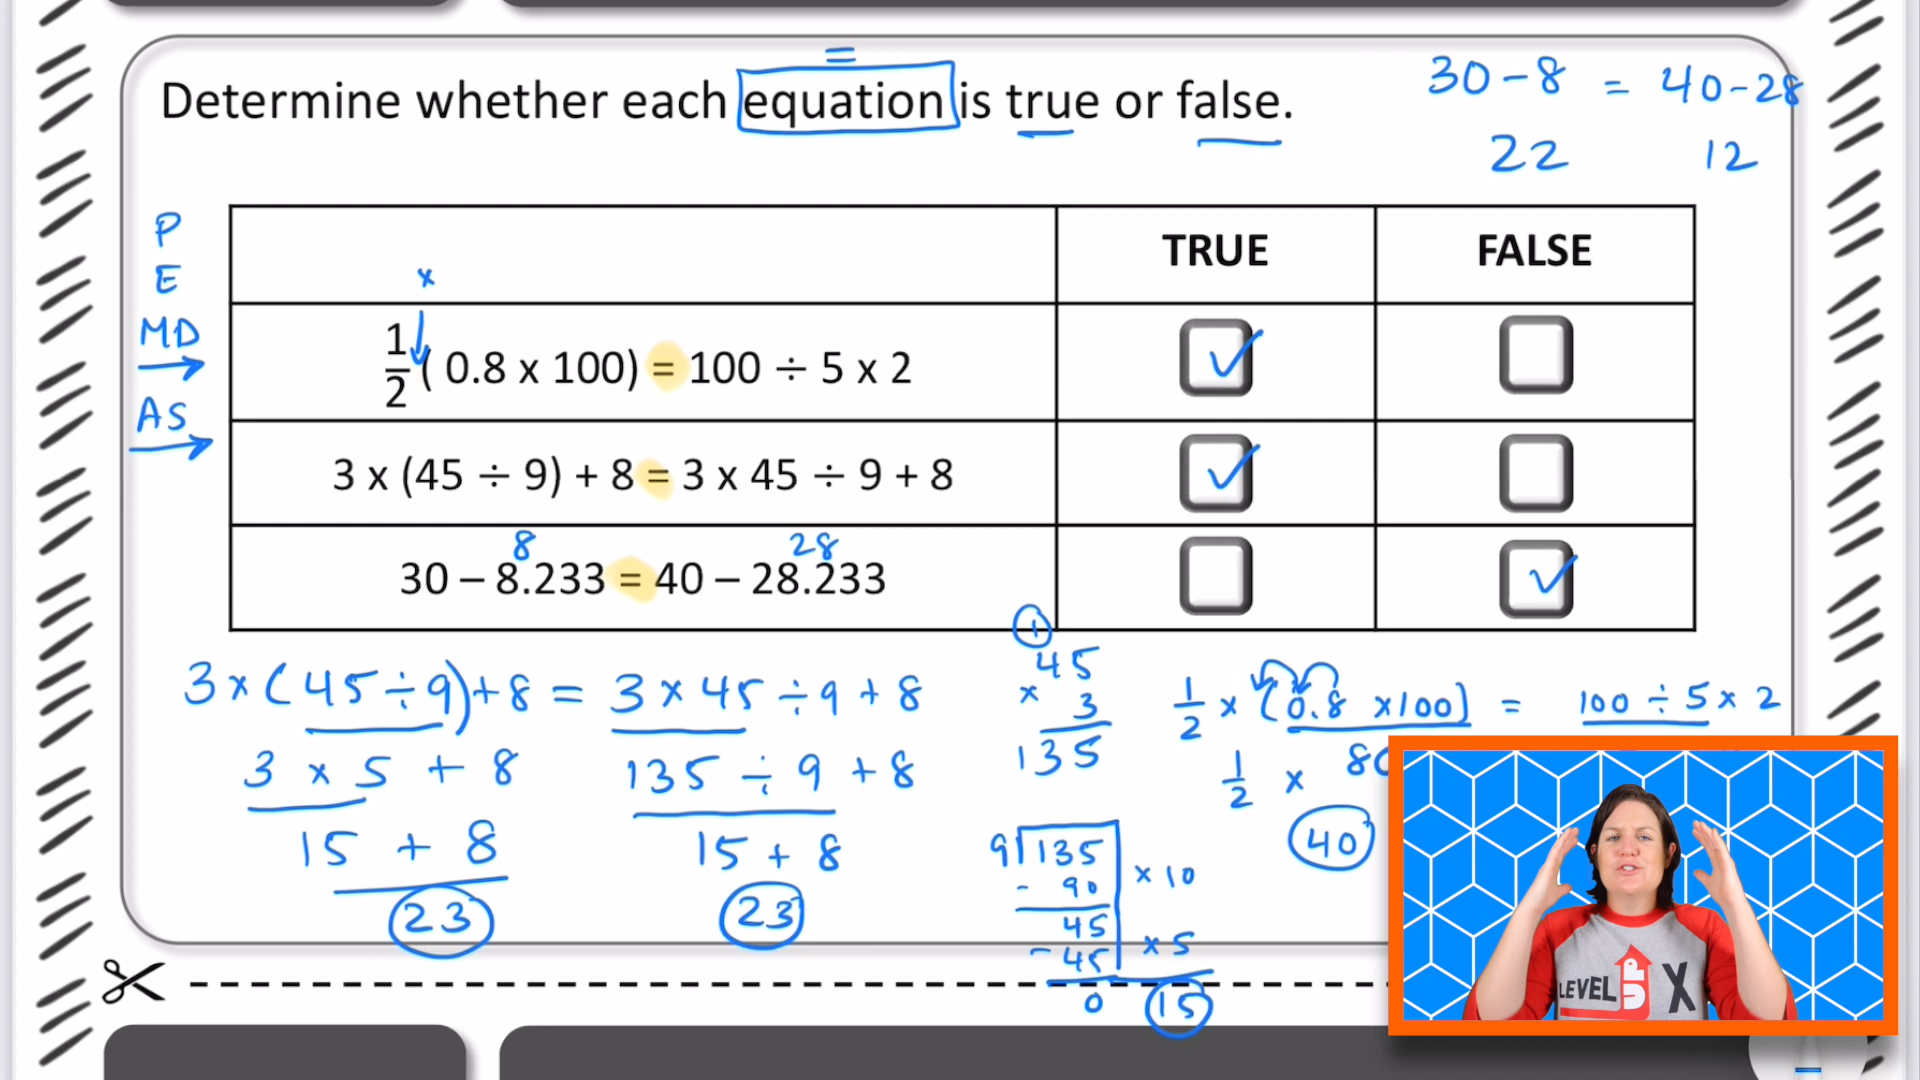 =
Determine whether each equation is true or false.
30 - 8 = 40 - 28
22 12
P
E
MD
AS
TRUE FALSE
x
1/2 ( 0.8 x 100) = 100 ÷ 5 x 2
3 x (45 ÷ 9) + 8 = 3 x 45 ÷ 9 + 8
8 28
30 – 8.233 = 40 – 28.233
3 x (45 ÷ 9) + 8 = 3 x 45 ÷ 9 + 8
3 x 5 + 8 135 ÷ 9 + 8
15 + 8 15 + 8
23 23
1
45
x 3
135
9 135
- 90 x 10
45
- 45 x 5
0 15
1/2 x (0.8 x 100) = 100 ÷ 5 x 2
1/2 x
40
LEVEL UP X